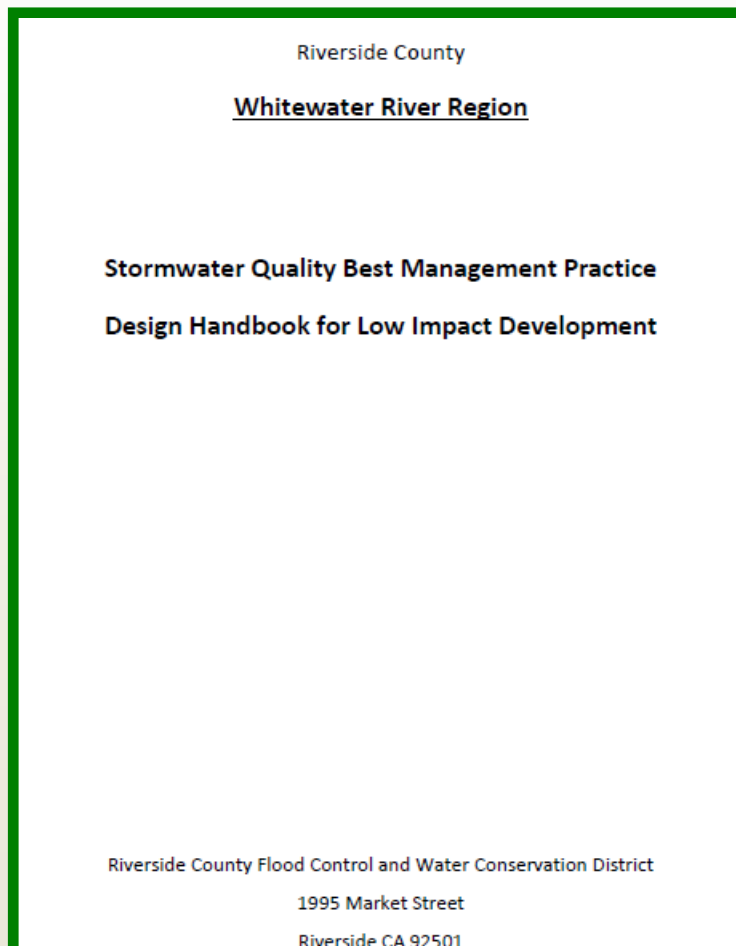 Riverside County
Whitewater River Region
Stormwater Quality Best Management Practice
Design Handbook for Low Impact Development
Riverside County Flood Control and Water Conservation District
1995 Market Street
Riverside CA 92501